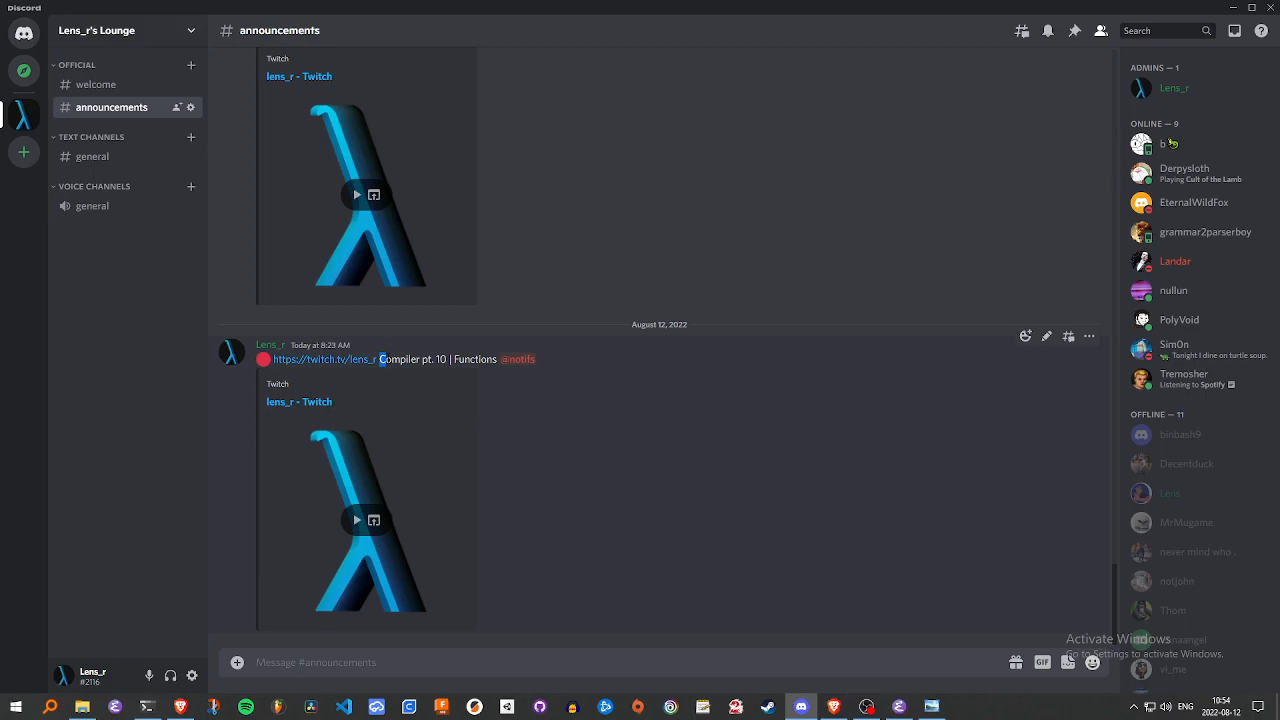 Discord
Lens_r's Lounge
announcements
Search
OFFICIAL
welcome
announcements
TEXT CHANNELS
general
VOICE CHANNELS
general
Twitch
lens_r - Twitch
August 12, 2022
Lens_r Today at 8:23 AM
https://twitch.tv/lens_r Compiler pt. 10 | Functions @notifs
Twitch
lens_r - Twitch
Message #announcements
GIF
ADMINS — 1
Lens_r
ONLINE — 9
b
Derpysloth
Playing Cult of the Lamb
EternalWildFox
grammar2parserboy
Landar
nullun
PolyVoid
Sim0n
Tonight I dine on turtle soup.
Tremosher
Listening to Spotify
OFFLINE — 11
binbash9
Decentduck
Lens
MrMugame
never mind who .
notjohn
Thom
vi_me
Activate Windows
Go to Settings to activate Windows.
Lens_r
#2116
10:54
2022-08-12